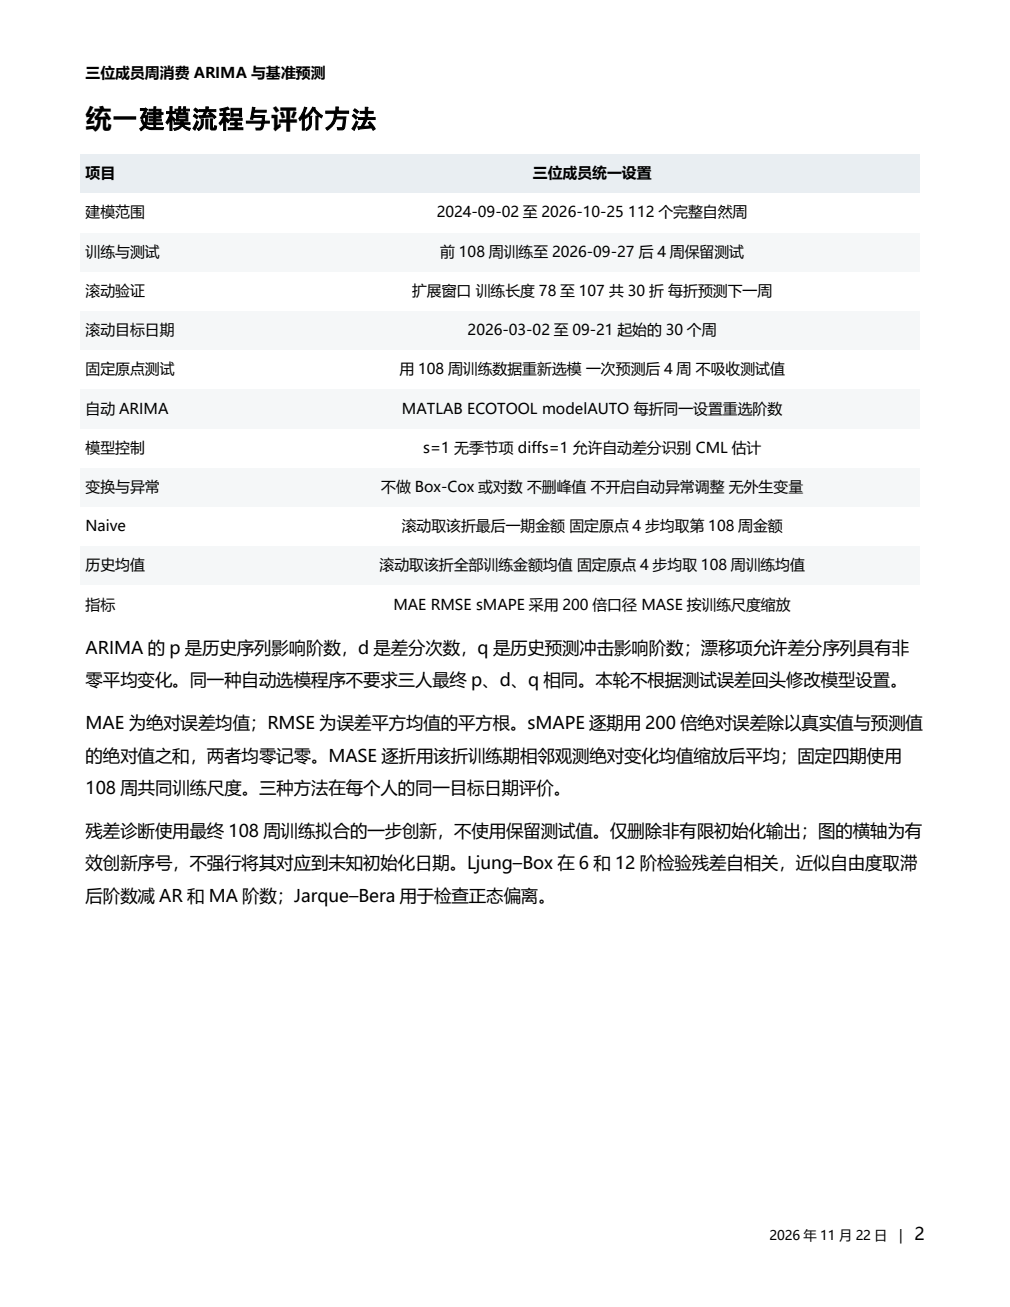 三位成员周消费 ARIMA 与基准预测
统一建模流程与评价方法
项目 三位成员统一设置
建模范围 2024-09-02 至 2026-10-25 112 个完整自然周
训练与测试 前 108 周训练至 2026-09-27 后 4 周保留测试
滚动验证 扩展窗口 训练长度 78 至 107 共 30 折 每折预测下一周
滚动目标日期 2026-03-02 至 09-21 起始的 30 个周
固定原点测试 用 108 周训练数据重新选模 一次预测后 4 周 不吸收测试值
自动 ARIMA MATLAB ECOTOOL modelAUTO 每折同一设置重选阶数
模型控制 s=1 无季节项 diffs=1 允许自动差分识别 CML 估计
变换与异常 不做 Box-Cox 或对数 不删峰值 不开启自动异常调整 无外生变量
Naive 滚动取该折最后一期金额 固定原点 4 步均取第 108 周金额
历史均值 滚动取该折全部训练金额均值 固定原点 4 步均取 108 周训练均值
指标 MAE RMSE sMAPE 采用 200 倍口径 MASE 按训练尺度缩放
ARIMA 的 p 是历史序列影响阶数，d 是差分次数，q 是历史预测冲击影响阶数；漂移项允许差分序列具有非
零平均变化。同一种自动选模程序不要求三人最终 p、d、q 相同。本轮不根据测试误差回头修改模型设置。
MAE 为绝对误差均值；RMSE 为误差平方均值的平方根。sMAPE 逐期用 200 倍绝对误差除以真实值与预测值
的绝对值之和，两者均零记零。MASE 逐折用该折训练期相邻观测绝对变化均值缩放后平均；固定四期使用
108 周共同训练尺度。三种方法在每个人的同一目标日期评价。
残差诊断使用最终 108 周训练拟合的一步创新，不使用保留测试值。仅删除非有限初始化输出；图的横轴为有
效创新序号，不强行将其对应到未知初始化日期。Ljung–Box 在 6 和 12 阶检验残差自相关，近似自由度取滞
后阶数减 AR 和 MA 阶数；Jarque–Bera 用于检查正态偏离。
2026 年 11 月 22 日 | 2